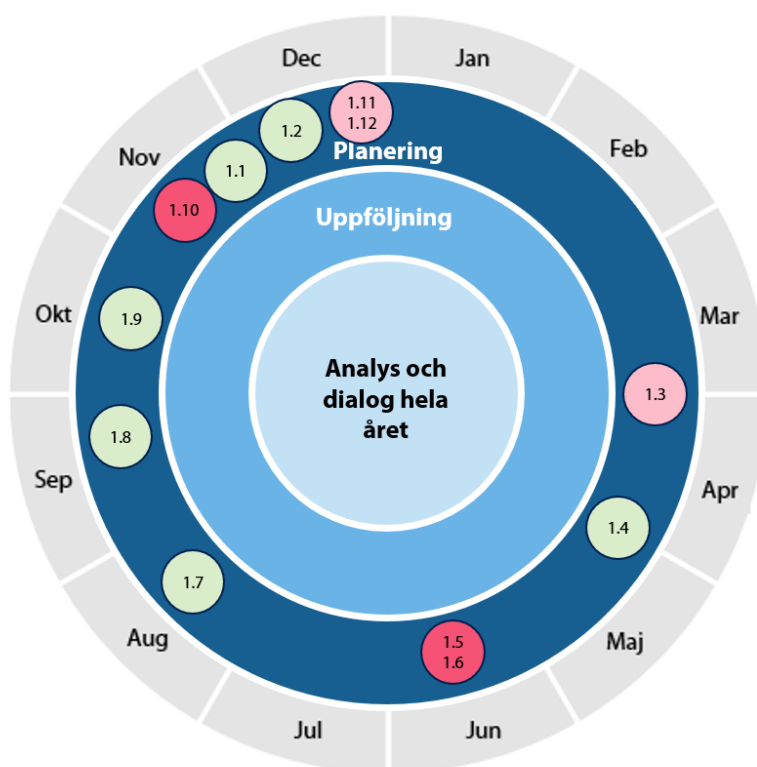 Dec
Jan
Nov
Feb
Okt
Mar
Sep
Apr
Aug
Maj
Jul
Jun
1.11
1.12
1.2
1.1
1.10
1.9
1.8
1.7
1.5
1.6
1.4
1.3
Planering
Uppföljning
Analys och
dialog hela
året